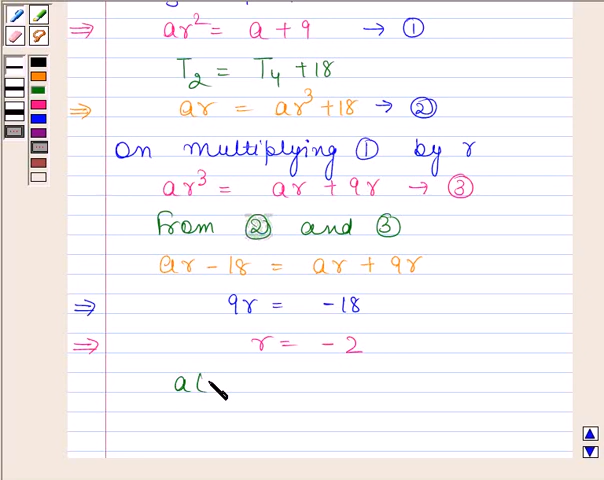 ⇒ ar² = a + 9 → ①
T₂ = T₄ + 18
⇒ ar = ar³ + 18 → ②
On multiplying ① by r
ar³ = ar + 9r → ③
From ② and ③
ar - 18 = ar + 9r
⇒ 9r = - 18
⇒ r = - 2
a(